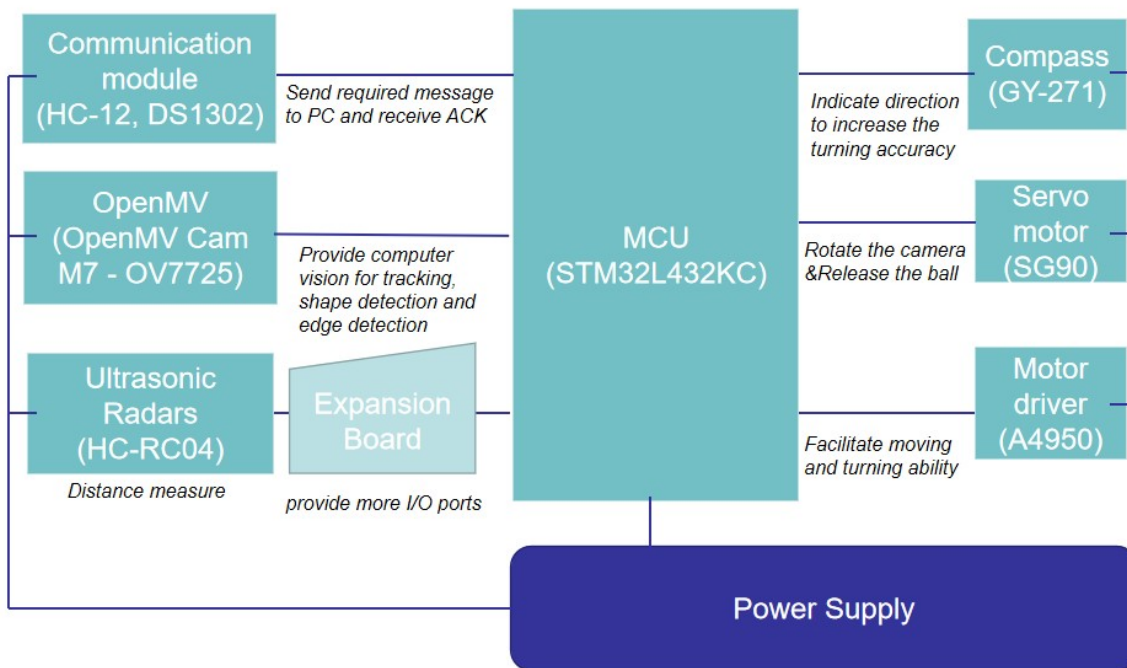 Communication
module
(HC-12, DS1302)
Send required message
to PC and receive ACK
OpenMV
(OpenMV Cam
M7 - OV7725)
Provide computer
vision for tracking,
shape detection and
edge detection
Ultrasonic
Radars
(HC-RC04)
Distance measure
Expansion
Board
provide more I/O ports
MCU
(STM32L432KC)
Compass
(GY-271)
Indicate direction
to increase the
turning accuracy
Servo
motor
(SG90)
Rotate the camera
&Release the ball
Motor
driver
(A4950)
Facilitate moving
and turning ability
Power Supply